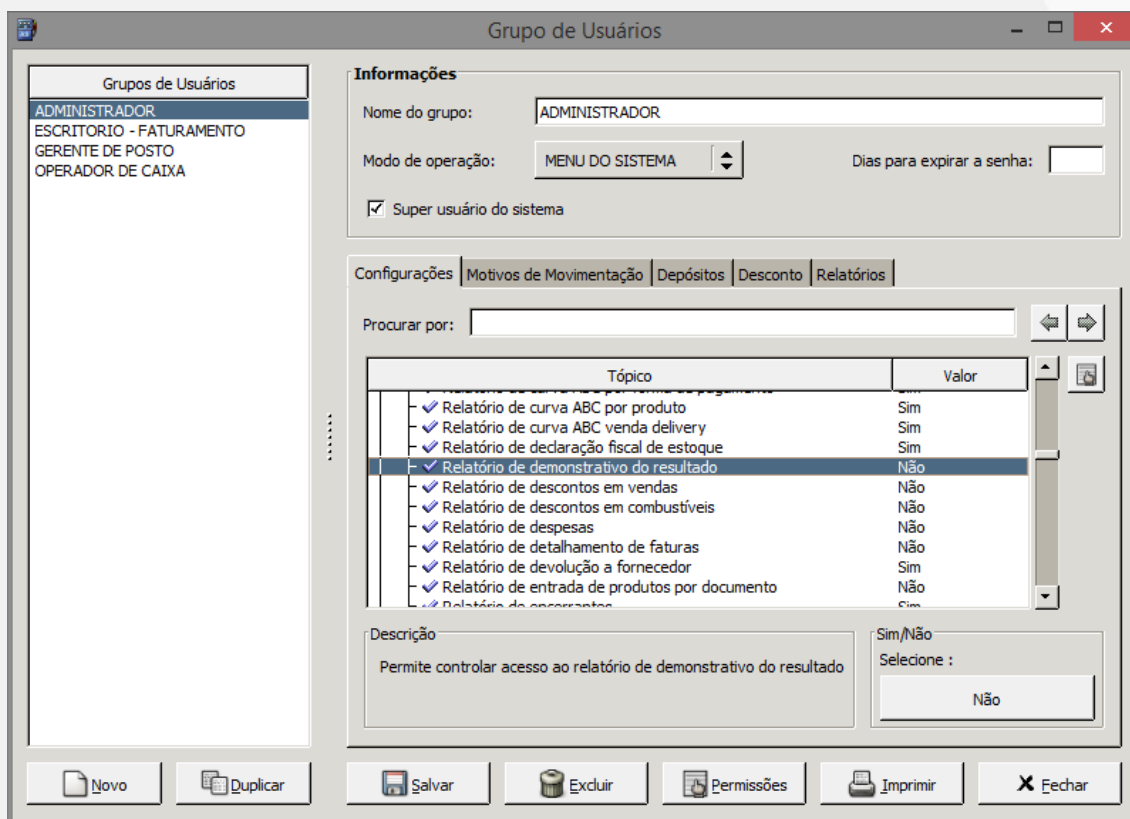 Grupo de Usuários
Grupos de Usuários
ADMINISTRADOR
ESCRITORIO - FATURAMENTO
GERENTE DE POSTO
OPERADOR DE CAIXA
Informações
Nome do grupo: ADMINISTRADOR
Modo de operação: MENU DO SISTEMA Dias para expirar a senha:
Super usuário do sistema
Configurações Motivos de Movimentação Depósitos Desconto Relatórios
Procurar por:
Tópico Valor
Relatório de curva ABC por produto Sim
Relatório de curva ABC venda delivery Sim
Relatório de declaração fiscal de estoque Sim
Relatório de demonstrativo do resultado Não
Relatório de descontos em vendas Não
Relatório de descontos em combustíveis Não
Relatório de despesas Não
Relatório de detalhamento de faturas Não
Relatório de devolução a fornecedor Sim
Relatório de entrada de produtos por documento Não
Relatório de encerrantes Sim
Descrição
Permite controlar acesso ao relatório de demonstrativo do resultado
Sim/Não
Selecione :
Não
Novo Duplicar Salvar Excluir Permissões Imprimir Fechar